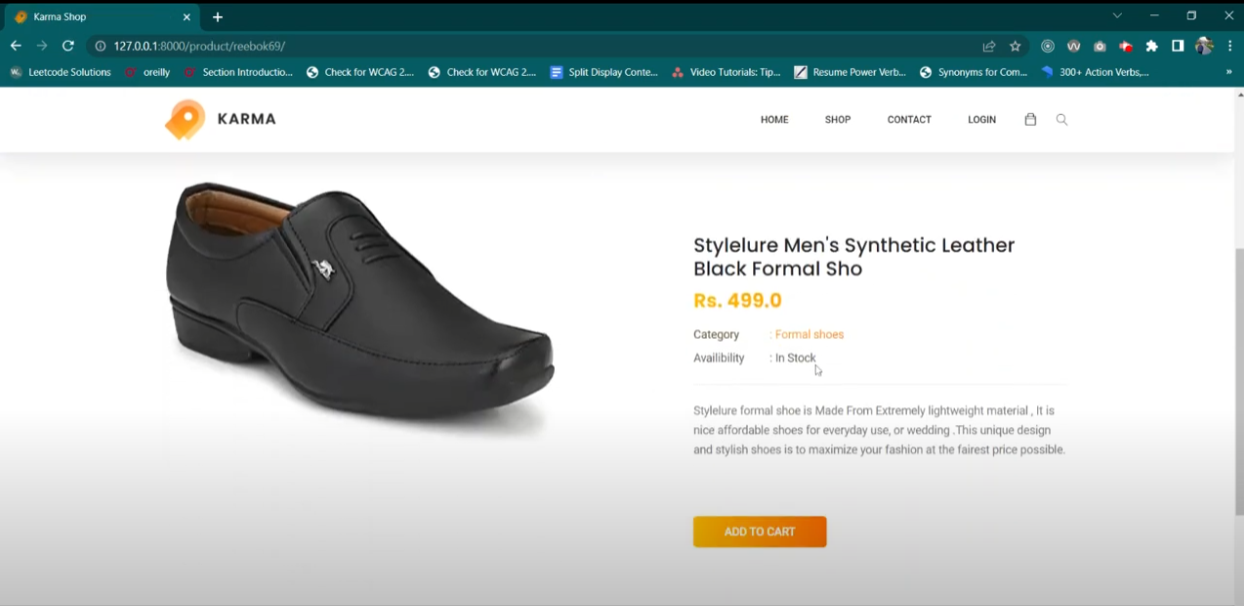 Karma Shop
127.0.0.1:8000/product/reebok69/
Leetcode Solutions oreilly Section Introductio... Check for WCAG 2.... Check for WCAG 2.... Split Display Conte... Video Tutorials: Tip... Resume Power Verb... Synonyms for Com... 300+ Action Verbs,... »
KARMA HOME SHOP CONTACT LOGIN
Stylelure Men's Synthetic Leather
Black Formal Sho
Rs. 499.0
Category : Formal shoes
Availibility : In Stock
Stylelure formal shoe is Made From Extremely lightweight material , It is
nice affordable shoes for everyday use, or wedding .This unique design
and stylish shoes is to maximize your fashion at the fairest price possible.
ADD TO CART